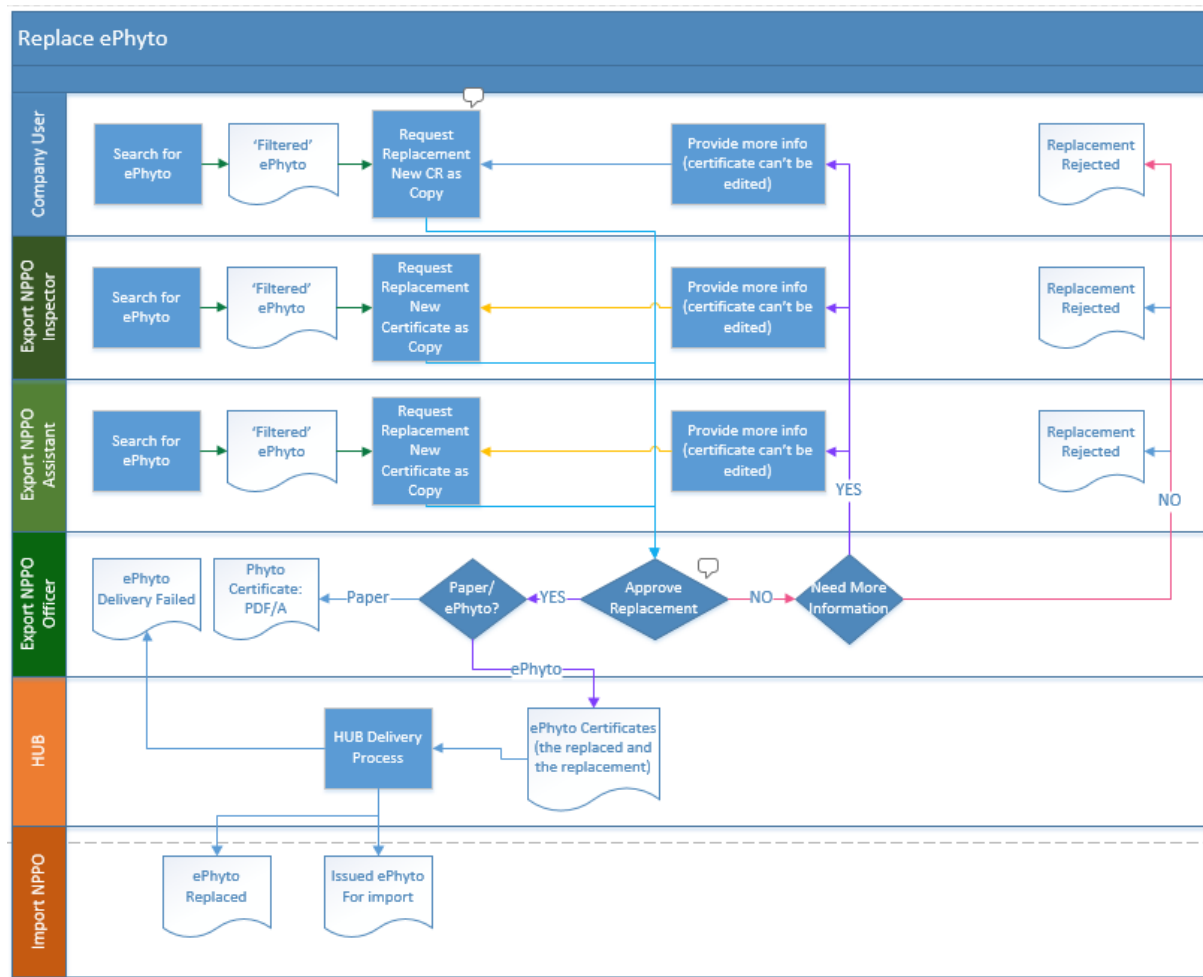 Replace ePhyto
Company User
Search for
ePhyto
‘Filtered’
ePhyto
Request
Replacement
New CR as
Copy
Provide more info
(certificate can’t be
edited)
Replacement
Rejected
Export NPPO
Inspector
Search for
ePhyto
‘Filtered’
ePhyto
Request
Replacement
New
Certificate as
Copy
Provide more info
(certificate can’t be
edited)
Replacement
Rejected
Export NPPO
Assistant
Search for
ePhyto
‘Filtered’
ePhyto
Request
Replacement
New
Certificate as
Copy
Provide more info
(certificate can’t be
edited)
Replacement
Rejected
YES
NO
Export NPPO
Officer
ePhyto
Delivery Failed
Phyto
Certificate:
PDF/A
Paper
Paper/
ePhyto?
YES
Approve
Replacement
NO
Need More
Information
ePhyto
HUB
HUB Delivery
Process
ePhyto Certificates
(the replaced and
the replacement)
Import NPPO
ePhyto
Replaced
Issued ePhyto
For import